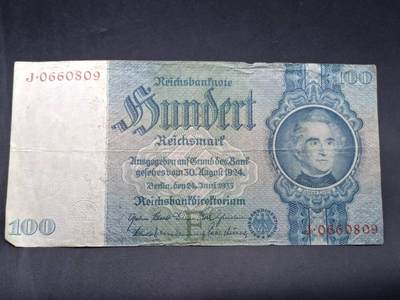 Reichsbanknote
100
J·0660809
Hundert
Reichsmark
Ausgegeben auf Grund des Bank
gesetzes vom 30. August 1924
Berlin, den 24. Juni 1935
Reichsbankdirektorium
100
J·0660809